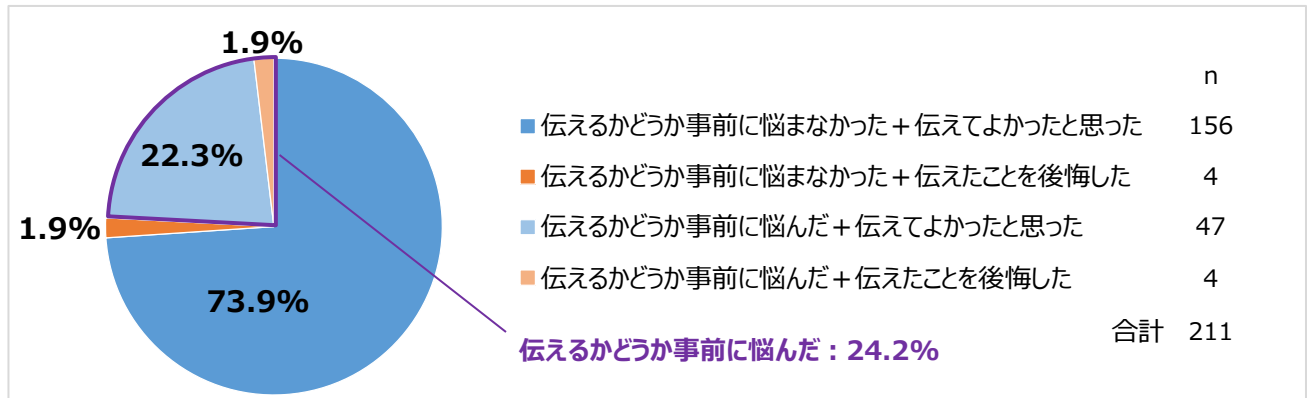 1.9%
22.3%
1.9%
73.9%
n
伝えるかどうか事前に悩まなかった＋伝えてよかったと思った 156
伝えるかどうか事前に悩まなかった＋伝えたことを後悔した 4
伝えるかどうか事前に悩んだ＋伝えてよかったと思った 47
伝えるかどうか事前に悩んだ＋伝えたことを後悔した 4
合計 211
伝えるかどうか事前に悩んだ：24.2%